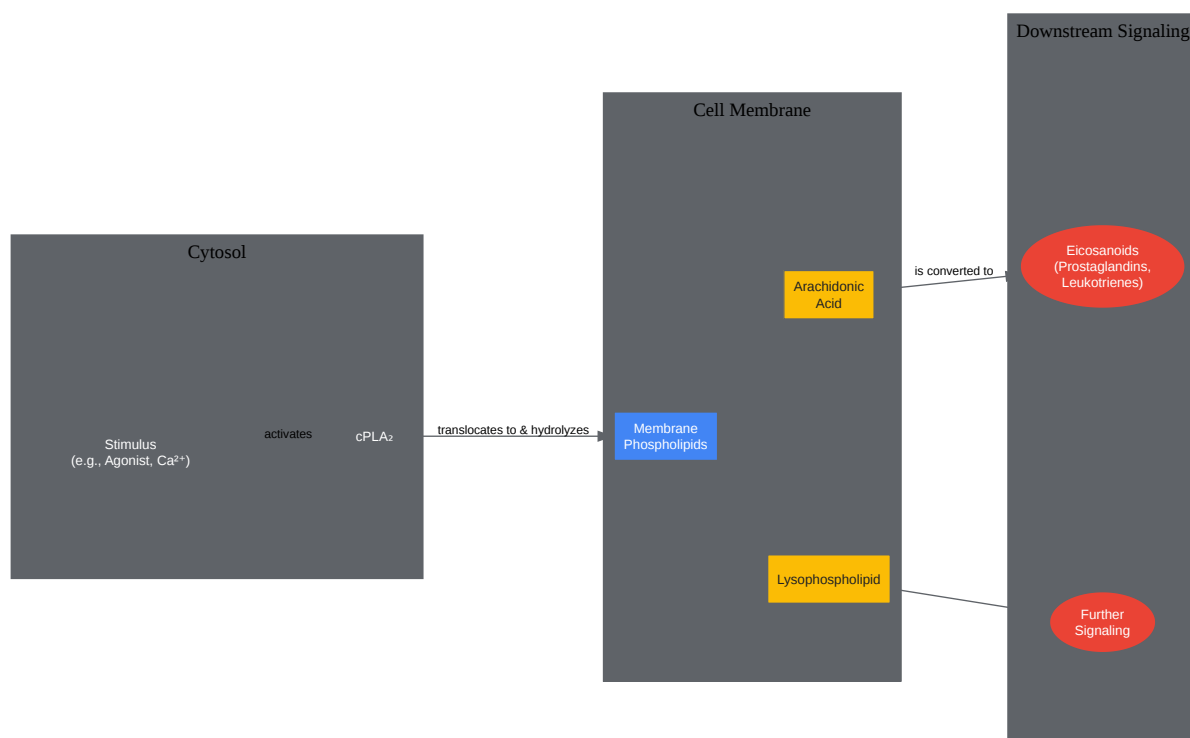 Cytosol
Stimulus
(e.g., Agonist, Ca²⁺)
activates
cPLA₂
translocates to & hydrolyzes
Cell Membrane
Arachidonic
Acid
Membrane
Phospholipids
Lysophospholipid
is converted to
Downstream Signaling
Eicosanoids
(Prostaglandins,
Leukotrienes)
Further
Signaling